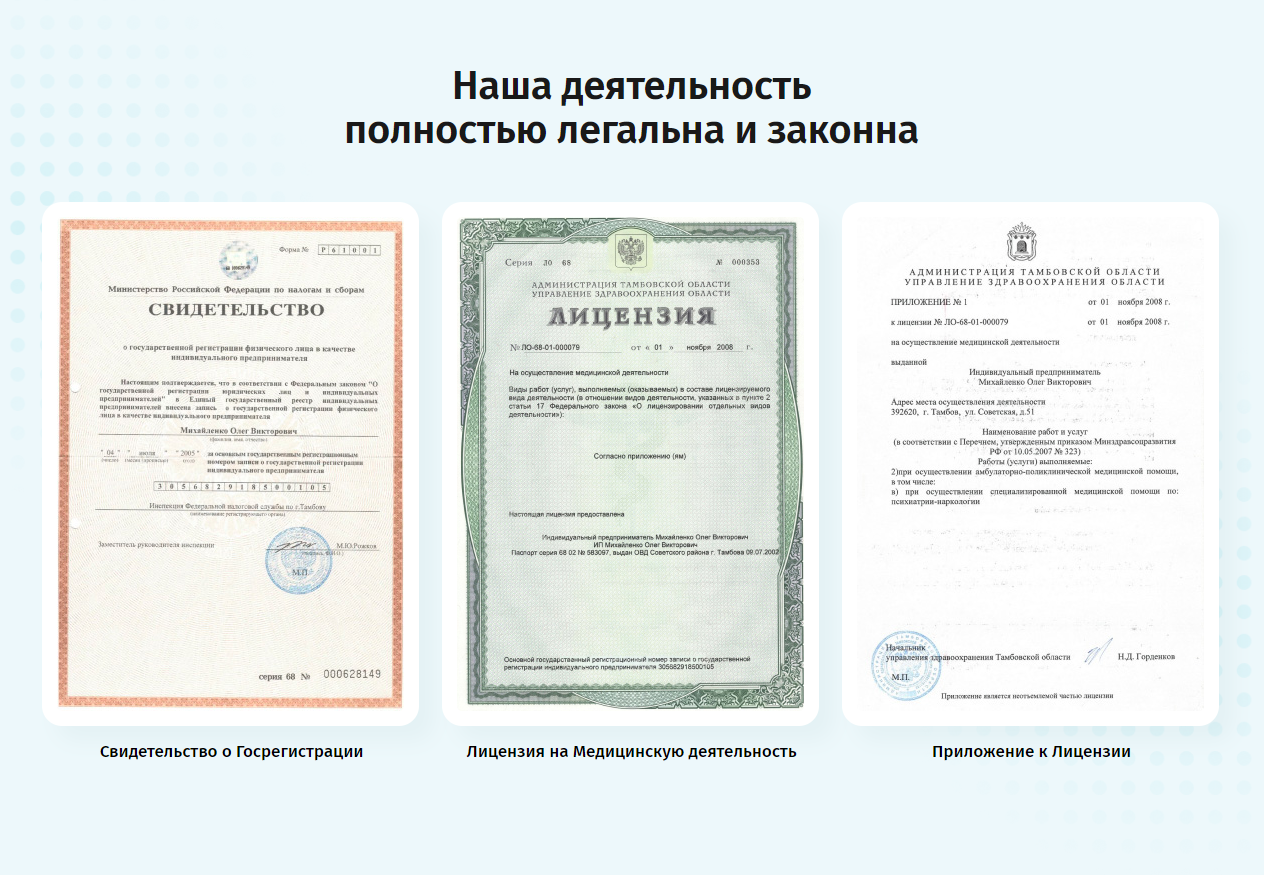 Наша деятельность
полностью легальна и законна
Форма № Р 6 1 0 0 1
Министерство Российской Федерации по налогам и сборам
СВИДЕТЕЛЬСТВО
о государственной регистрации физического лица в качестве
индивидуального предпринимателя
Настоящим подтверждается, что в соответствии с Федеральным законом "О
государственной регистрации юридических лиц и индивидуальных
предпринимателей" в Единый государственный реестр индивидуальных
предпринимателей внесена запись о государственной регистрации физического
лица в качестве индивидуального предпринимателя
Михайленко Олег Викторович
(фамилия, имя, отчество)
" 04 " " июля " " 2005 " за основным государственным регистрационным
номером записи о государственной регистрации
индивидуального предпринимателя
3 0 5 6 8 2 9 1 8 5 0 0 1 0 5
Инспекция Федеральной налоговой службы по г.Тамбову
(наименование регистрирующего органа)
Заместитель руководителя инспекции М.Ю.Рожков
М.П.
серия 68 № 000628149
Свидетельство о Госрегистрации
Серия ЛО 68 № 000353
АДМИНИСТРАЦИЯ ТАМБОВСКОЙ ОБЛАСТИ
УПРАВЛЕНИЕ ЗДРАВООХРАНЕНИЯ ОБЛАСТИ
ЛИЦЕНЗИЯ
№ ЛО-68-01-000079 от « 01 » ноября 2008 г.
На осуществление медицинской деятельности
Виды работ (услуг), выполняемых (оказываемых) в составе лицензируемого
вида деятельности (в отношении видов деятельности, указанных в пункте 2
статьи 17 Федерального закона «О лицензировании отдельных видов
деятельности»):
Согласно приложению (ям)
Настоящая лицензия предоставлена
Индивидуальный предприниматель Михайленко Олег Викторович
ИП Михайленко Олег Викторович
Паспорт серия 68 02 № 583097, выдан ОВД Советского района г. Тамбова 09.07.2002
Основной государственный регистрационный номер записи о государственной
регистрации индивидуального предпринимателя 305682918500105
Лицензия на Медицинскую деятельность
АДМИНИСТРАЦИЯ ТАМБОВСКОЙ ОБЛАСТИ
УПРАВЛЕНИЕ ЗДРАВООХРАНЕНИЯ ОБЛАСТИ
ПРИЛОЖЕНИЕ № 1 от 01 ноября 2008 г.
к лицензии № ЛО-68-01-000079 от 01 ноября 2008 г.
на осуществление медицинской деятельности
выданной
Индивидуальный предприниматель
Михайленко Олег Викторович
Адрес места осуществления деятельности
392620, г. Тамбов, ул. Советская, д.51
Наименование работ и услуг
(в соответствии с Перечнем, утвержденным приказом Минздравсоцразвития
РФ от 10.05.2007 № 323)
Работы (услуги) выполняемые:
2)при осуществлении амбулаторно-поликлинической медицинской помощи,
в том числе:
в) при осуществлении специализированной медицинской помощи по:
психиатрии-наркологии
Начальник
управления здравоохранения Тамбовской области Н.Д. Горденков
М.П.
Приложение является неотъемлемой частью лицензии
Приложение к Лицензии